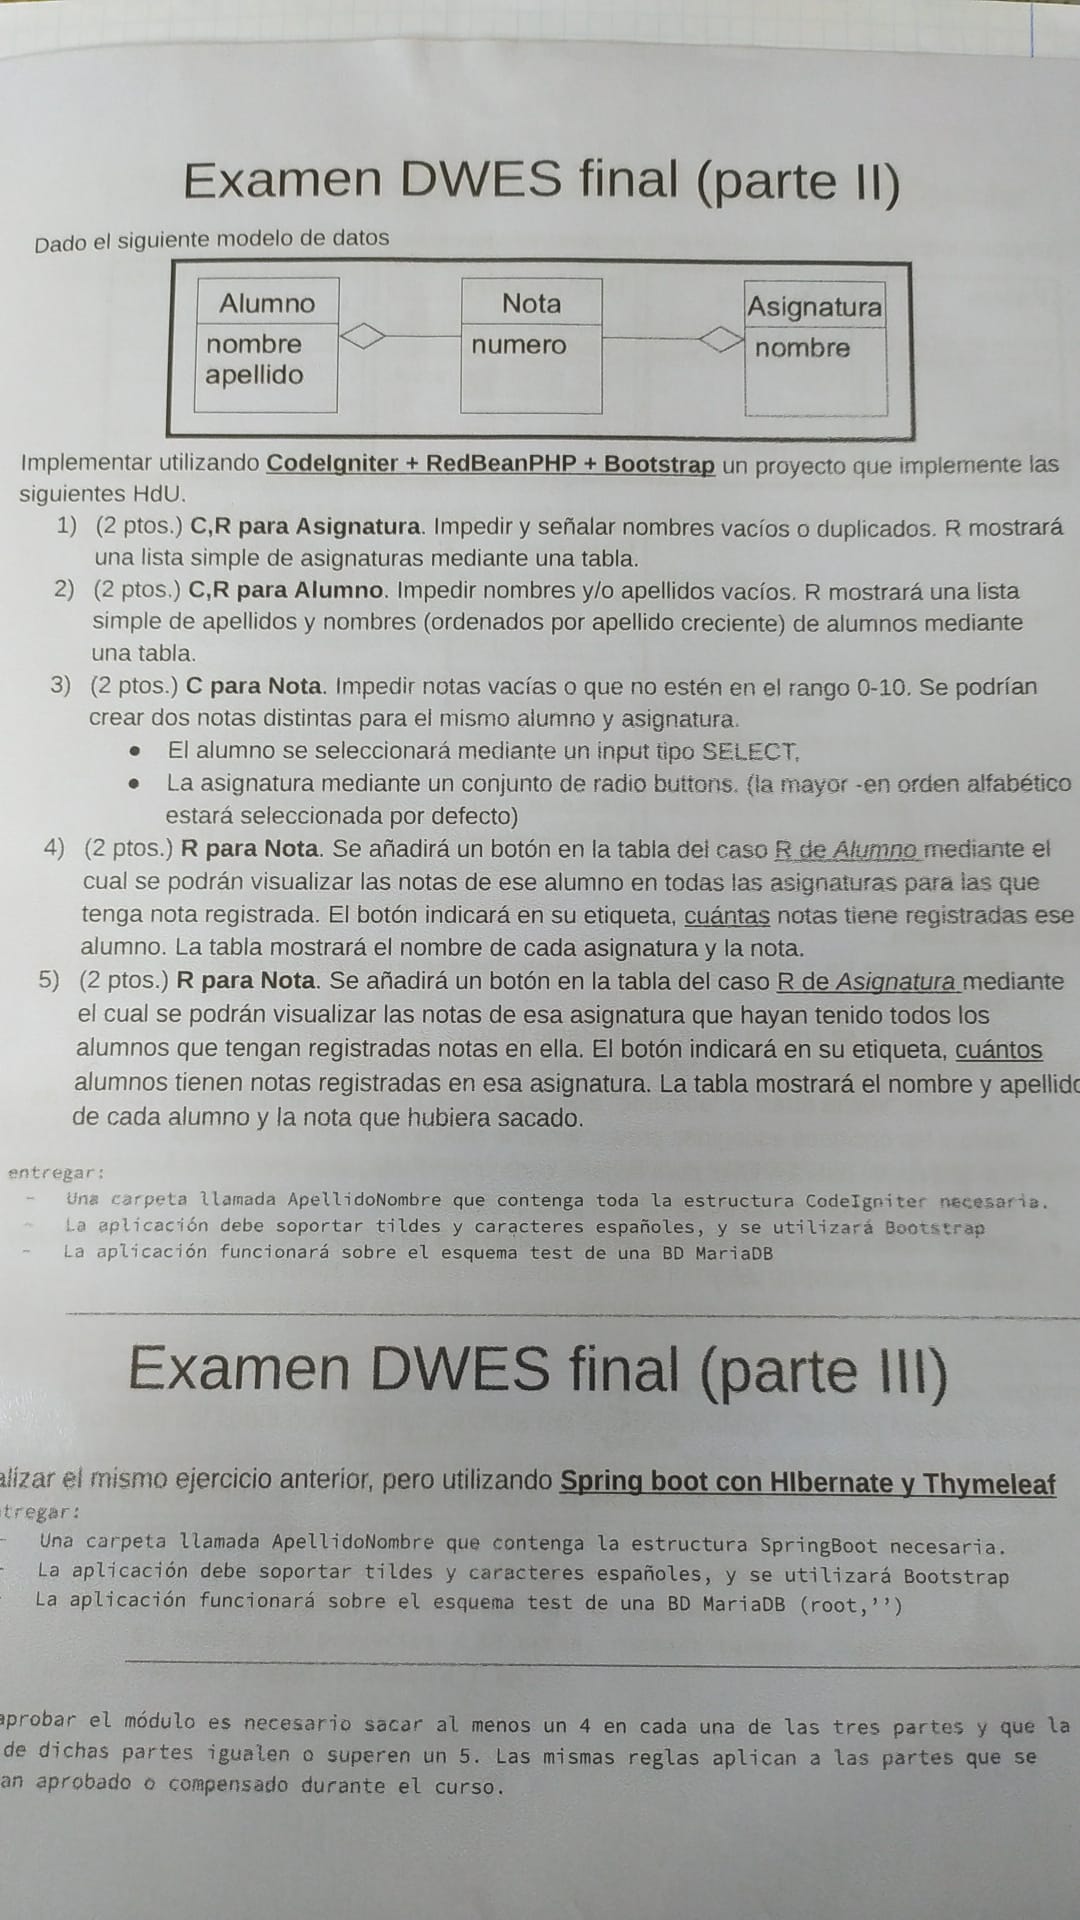 Examen DWES final (parte II)
Dado el siguiente modelo de datos
Alumno
nombre
apellido
Nota
numero
Asignatura
nombre
Implementar utilizando CodeIgniter + RedBeanPHP + Bootstrap un proyecto que implemente las
siguientes HdU.
1) (2 ptos.) C,R para Asignatura. Impedir y señalar nombres vacíos o duplicados. R mostrará
una lista simple de asignaturas mediante una tabla.
2) (2 ptos.) C,R para Alumno. Impedir nombres y/o apellidos vacíos. R mostrará una lista
simple de apellidos y nombres (ordenados por apellido creciente) de alumnos mediante
una tabla.
3) (2 ptos.) C para Nota. Impedir notas vacías o que no estén en el rango 0-10. Se podrían
crear dos notas distintas para el mismo alumno y asignatura.
• El alumno se seleccionará mediante un input tipo SELECT,
• La asignatura mediante un conjunto de radio buttons. (la mayor -en orden alfabético
estará seleccionada por defecto)
4) (2 ptos.) R para Nota. Se añadirá un botón en la tabla del caso R de Alumno mediante el
cual se podrán visualizar las notas de ese alumno en todas las asignaturas para las que
tenga nota registrada. El botón indicará en su etiqueta, cuántas notas tiene registradas ese
alumno. La tabla mostrará el nombre de cada asignatura y la nota.
5) (2 ptos.) R para Nota. Se añadirá un botón en la tabla del caso R de Asignatura mediante
el cual se podrán visualizar las notas de esa asignatura que hayan tenido todos los
alumnos que tengan registradas notas en ella. El botón indicará en su etiqueta, cuántos
alumnos tienen notas registradas en esa asignatura. La tabla mostrará el nombre y apellido
de cada alumno y la nota que hubiera sacado.
entregar:
- Una carpeta llamada ApellidoNombre que contenga toda la estructura CodeIgniter necesaria.
- La aplicación debe soportar tildes y caracteres españoles, y se utilizará Bootstrap
- La aplicación funcionará sobre el esquema test de una BD MariaDB
Examen DWES final (parte III)
alizar el mismo ejercicio anterior, pero utilizando Spring boot con HIbernate y Thymeleaf
tregar:
- Una carpeta llamada ApellidoNombre que contenga la estructura SpringBoot necesaria.
- La aplicación debe soportar tildes y caracteres españoles, y se utilizará Bootstrap
La aplicación funcionará sobre el esquema test de una BD MariaDB (root,'')
aprobar el módulo es necesario sacar al menos un 4 en cada una de las tres partes y que la
de dichas partes igualen o superen un 5. Las mismas reglas aplican a las partes que se
an aprobado o compensado durante el curso.